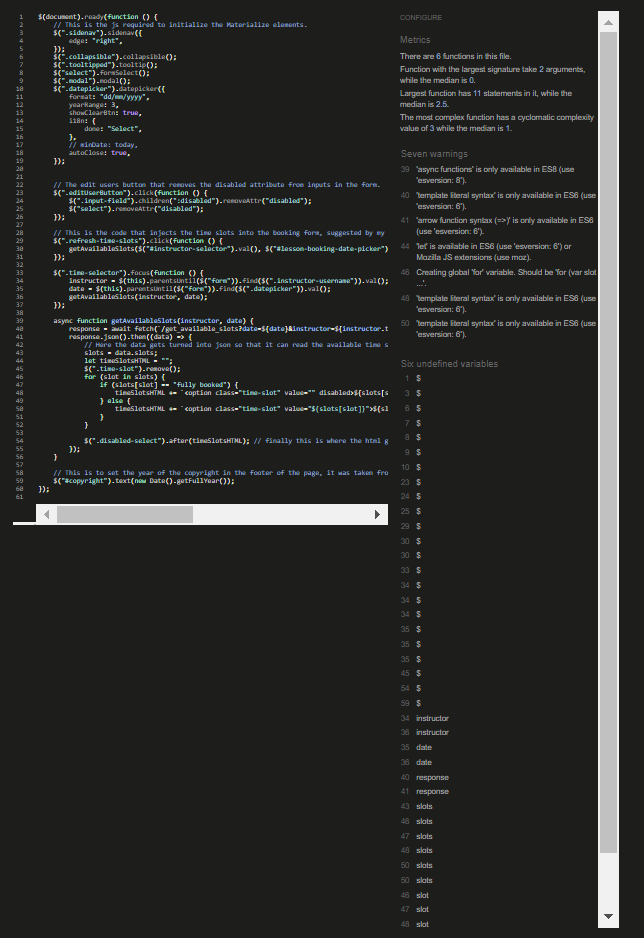 1 $(document).ready(function () {
2 // This is the js required to initialize the Materialize elements.
3 $(".sidenav").sidenav({
4 edge: "right",
5 });
6 $(".collapsible").collapsible();
7 $(".tooltipped").tooltip();
8 $("select").formSelect();
9 $(".modal").modal();
10 $(".datepicker").datepicker({
11 format: "dd/mm/yyyy",
12 yearRange: 3,
13 showClearBtn: true,
14 i18n: {
15 done: "Select",
16 },
17 // minDate: today,
18 autoClose: true,
19 });
20
21
22 // The edit users button that removes the disabled attribute from inputs in the form.
23 $(".editUserButton").click(function () {
24 $(".input-field").children(":disabled").removeAttr("disabled");
25 $("select").removeAttr("disabled");
26 });
27
28 // This is the code that injects the time slots into the booking form, suggested by my
29 $(".refresh-time-slots").click(function () {
30 getAvailableSlots($("#instructor-selector").val(), $("#lesson-booking-date-picker")
31 });
32
33 $(".time-selector").focus(function () {
34 instructor = $(this).parentsUntil($("form")).find($(".instructor-username")).val();
35 date = $(this).parentsUntil($("form")).find($(".datepicker")).val();
36 getAvailableSlots(instructor, date);
37 });
38
39 async function getAvailableSlots(instructor, date) {
40 response = await fetch(`/get_available_slots?date=${date}&instructor=${instructor.t
41 response.json().then((data) => {
42 // Here the data gets turned into json so that it can read the available time s
43 slots = data.slots;
44 let timeSlotsHTML = "";
45 $(".time-slot").remove();
46 for (slot in slots) {
47 if (slots[slot] == "fully booked") {
48 timeSlotsHTML += `<option class="time-slot" value="" disabled>${slots[s
49 } else {
50 timeSlotsHTML += `<option class="time-slot" value="${slots[slot]}">${sl
51 }
52 }
53
54 $(".disabled-select").after(timeSlotsHTML); // finally this is where the html g
55 });
56 }
57
58 // This is to set the year of the copyright in the footer of the page, it was taken fro
59 $("#copyright").text(new Date().getFullYear());
60 });
61
CONFIGURE
Metrics
There are 6 functions in this file.
Function with the largest signature take 2 arguments,
while the median is 0.
Largest function has 11 statements in it, while the
median is 2.5.
The most complex function has a cyclomatic complexity
value of 3 while the median is 1.
Seven warnings
39 'async functions' is only available in ES8 (use
'esversion: 8').
40 'template literal syntax' is only available in ES6 (use
'esversion: 6').
41 'arrow function syntax (=>)' is only available in ES6
(use 'esversion: 6').
44 'let' is available in ES6 (use 'esversion: 6') or
Mozilla JS extensions (use moz).
46 Creating global 'for' variable. Should be 'for (var slot
...'.
48 'template literal syntax' is only available in ES6 (use
'esversion: 6').
50 'template literal syntax' is only available in ES6 (use
'esversion: 6').
Six undefined variables
1 $
3 $
6 $
7 $
8 $
9 $
10 $
23 $
24 $
25 $
29 $
30 $
30 $
33 $
34 $
34 $
34 $
35 $
35 $
35 $
45 $
54 $
59 $
34 instructor
36 instructor
35 date
36 date
40 response
41 response
43 slots
46 slots
47 slots
48 slots
50 slots
50 slots
46 slot
47 slot
48 slot